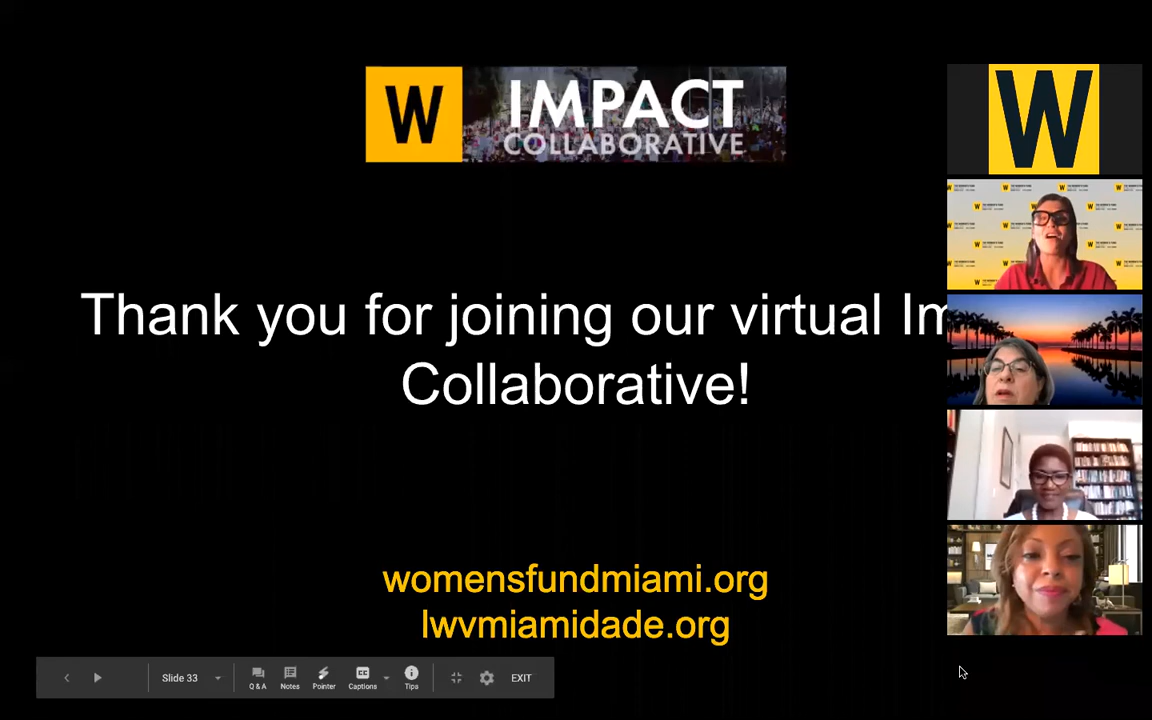 W IMPACT
COLLABORATIVE
W
Thank you for joining our virtual Im
Collaborative!
womensfundmiami.org
lwvmiamidade.org
Slide 33
Q & A
Notes
Pointer
CC
Captions
Tips
EXIT